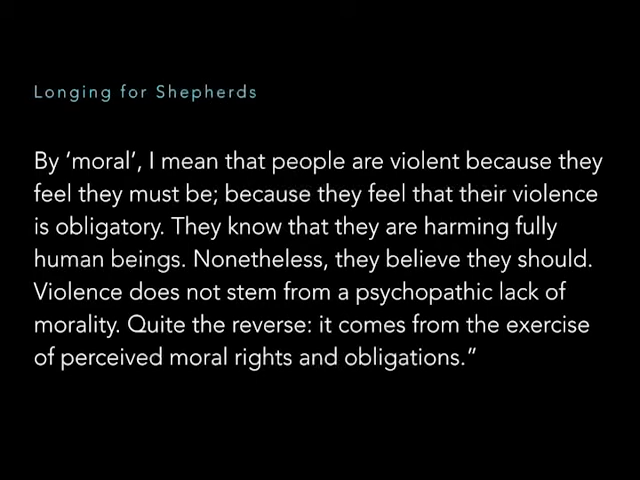 Longing for Shepherds
By ‘moral’, I mean that people are violent because they
feel they must be; because they feel that their violence
is obligatory. They know that they are harming fully
human beings. Nonetheless, they believe they should.
Violence does not stem from a psychopathic lack of
morality. Quite the reverse: it comes from the exercise
of perceived moral rights and obligations.”